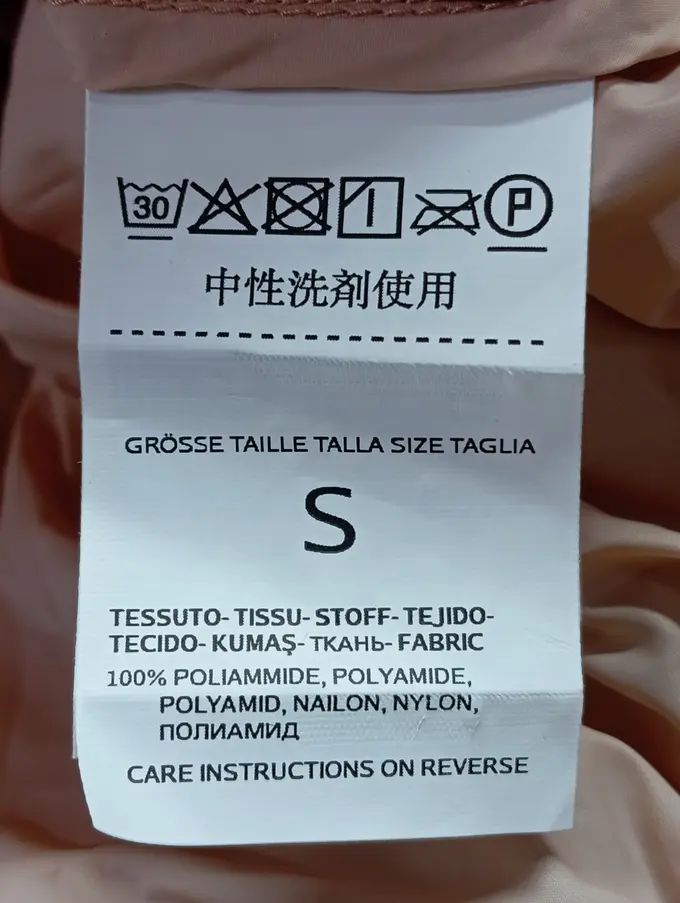 30 P
中性洗剤使用
GRÖSSE TAILLE TALLA SIZE TAGLIA
S
TESSUTO- TISSU- STOFF- TEJIDO-
TECIDO- KUMAŞ- ТКАНЬ- FABRIC
100% POLIAMMIDE, POLYAMIDE,
POLYAMID, NAILON, NYLON,
ПОЛИАМИД
CARE INSTRUCTIONS ON REVERSE